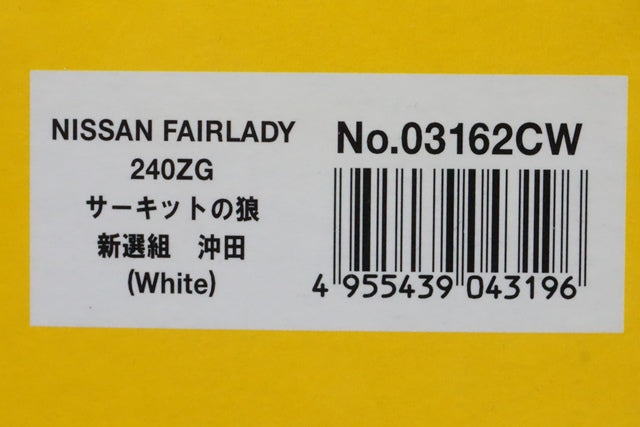 NISSAN FAIRLADY
240ZG
サーキットの狼
新選組　沖田
(White)
No.03162CW
4 955439 043196